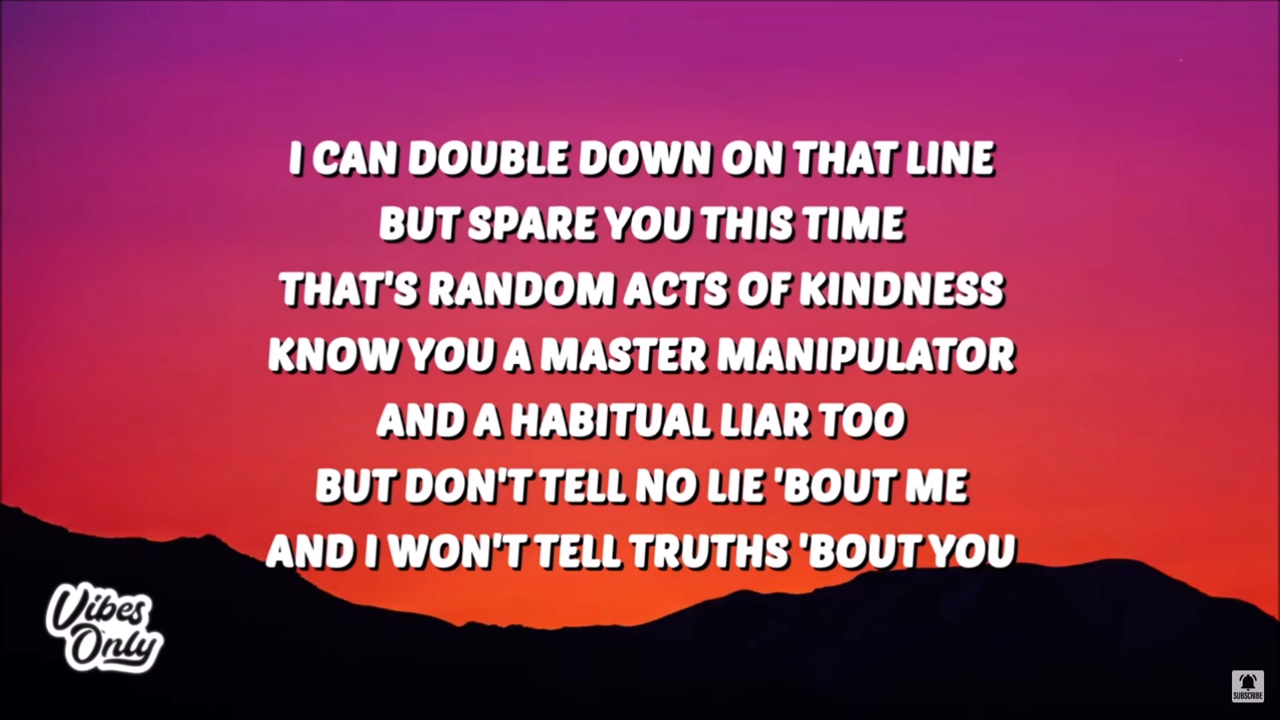 I CAN DOUBLE DOWN ON THAT LINE
BUT SPARE YOU THIS TIME
THAT'S RANDOM ACTS OF KINDNESS
KNOW YOU A MASTER MANIPULATOR
AND A HABITUAL LIAR TOO
BUT DON'T TELL NO LIE 'BOUT ME
AND I WON'T TELL TRUTHS 'BOUT YOU
Vibes
Only
SUBSCRIBE